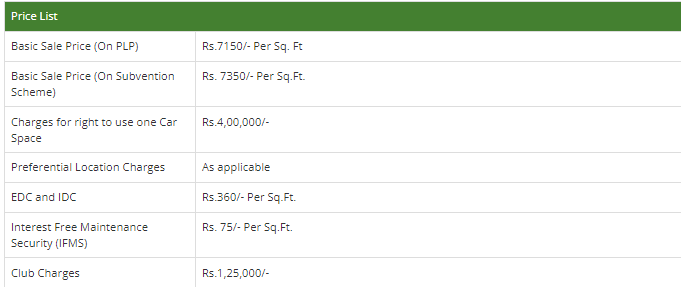 Price List
Basic Sale Price (On PLP) Rs.7150/- Per Sq. Ft
Basic Sale Price (On Subvention Rs. 7350/- Per Sq.Ft.
Scheme)
Charges for right to use one Car Rs.4,00,000/-
Space
Preferential Location Charges As applicable
EDC and IDC Rs.360/- Per Sq.Ft.
Interest Free Maintenance Rs. 75/- Per Sq.Ft.
Security (IFMS)
Club Charges Rs.1,25,000/-